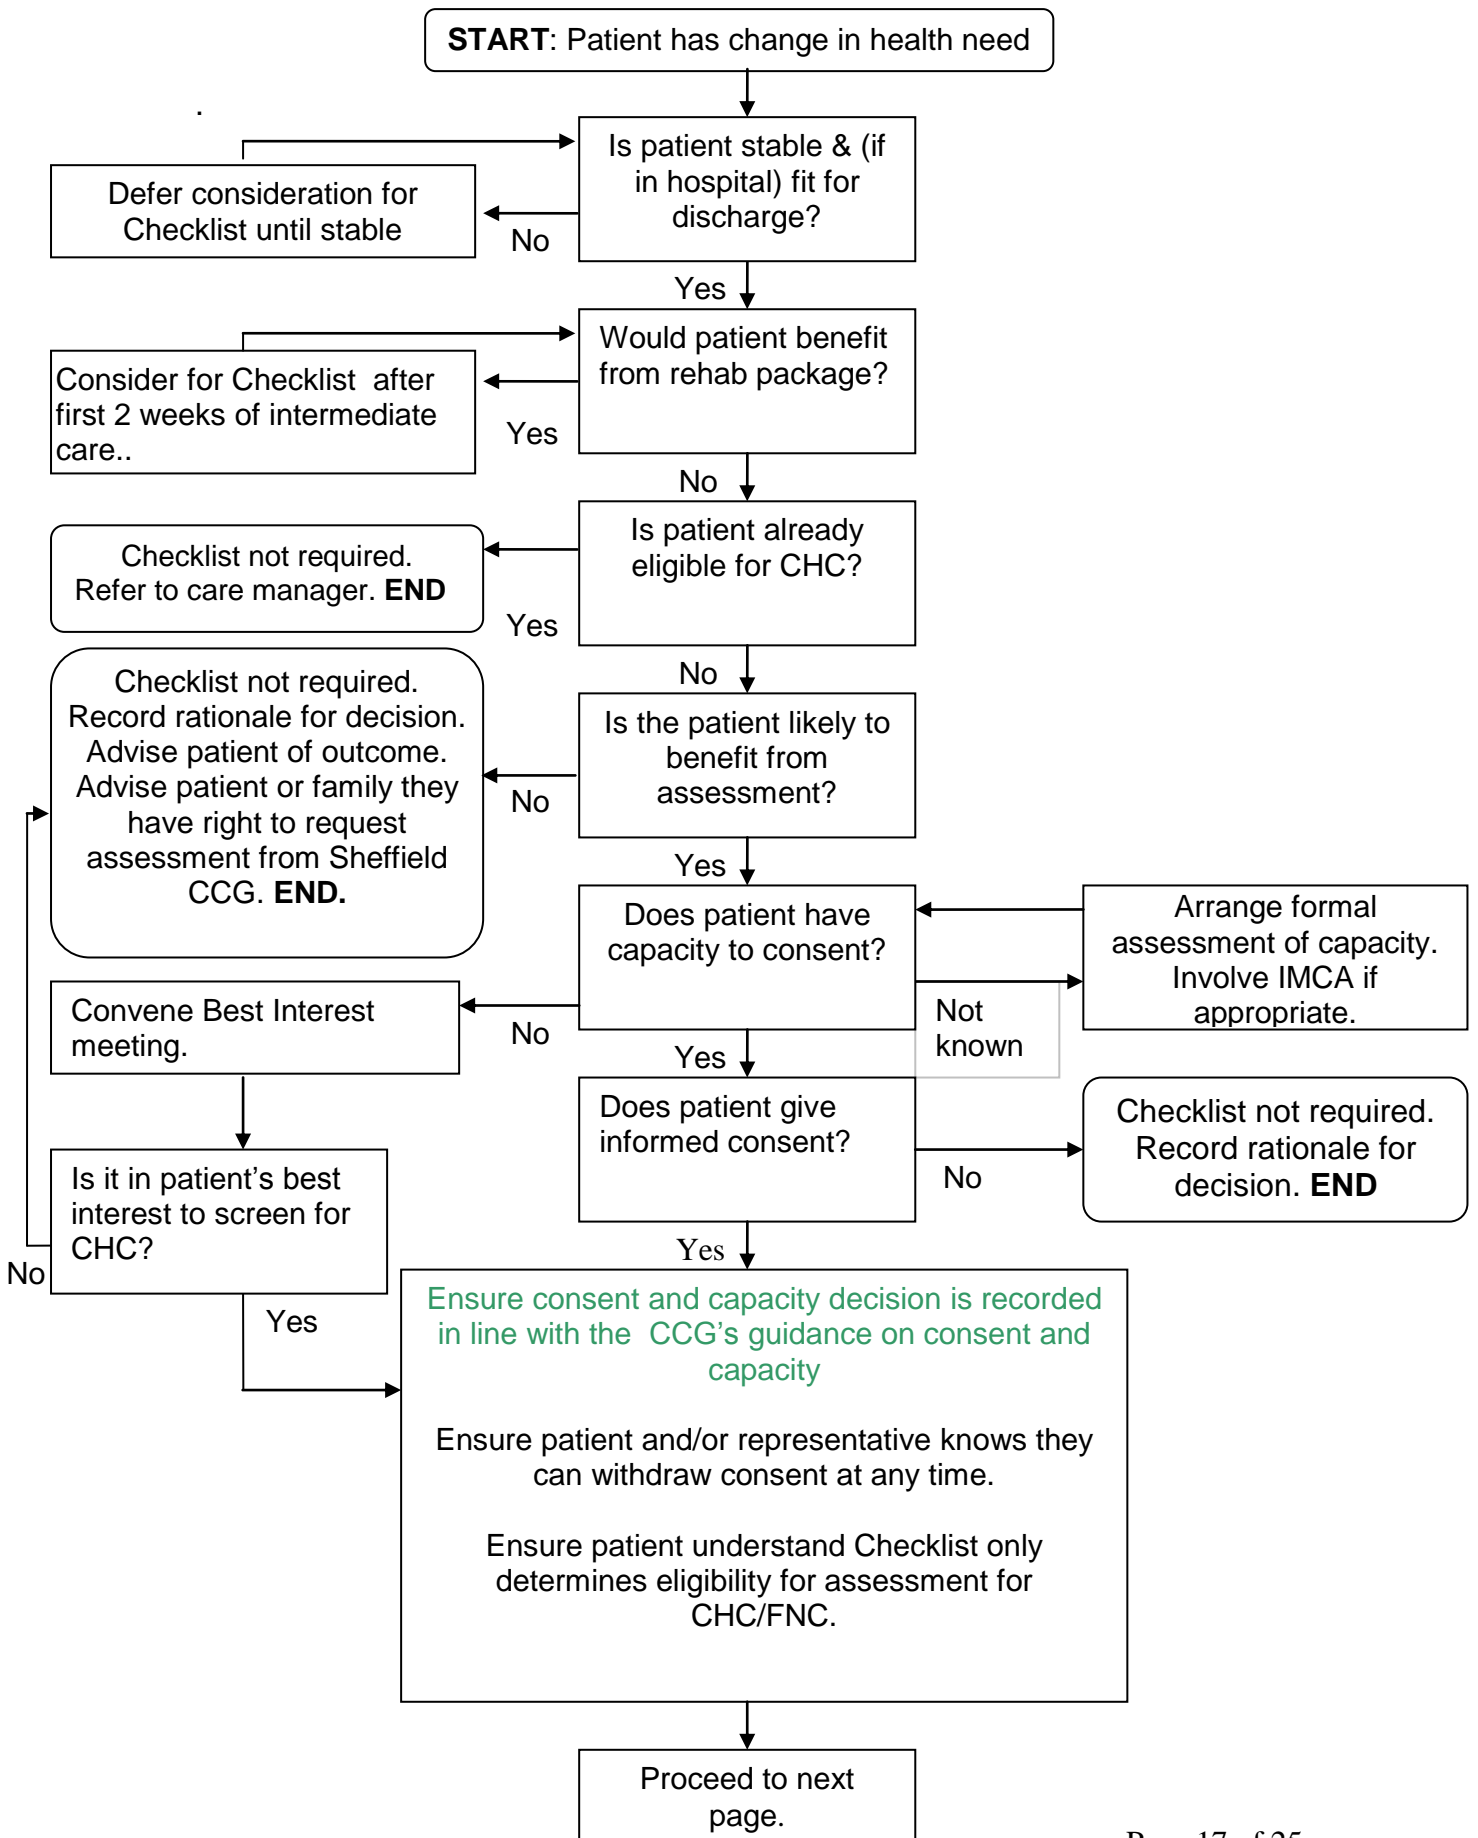 START: Patient has change in health need
.
Is patient stable & (if
in hospital) fit for
discharge?
Defer consideration for
Checklist until stable
No
Yes
Would patient benefit
from rehab package?
Consider for Checklist  after
first 2 weeks of intermediate
care..
Yes
No
Is patient already
eligible for CHC?
Checklist not required.
Refer to care manager. END
Yes
No
Is the patient likely to
benefit from
assessment?
Checklist not required.
Record rationale for decision.
Advise patient of outcome.
Advise patient or family they
have right to request
assessment from Sheffield
CCG. END.
No
Yes
Does patient have
capacity to consent?
Arrange formal
assessment of capacity.
Involve IMCA if
appropriate.
Not
known
Convene Best Interest
meeting.
No
Yes
Does patient give
informed consent?
Checklist not required.
Record rationale for
decision. END
No
Is it in patient’s best
interest to screen for
CHC?
No
Yes
Yes
Ensure consent and capacity decision is recorded
in line with the  CCG’s guidance on consent and
capacity
Ensure patient and/or representative knows they
can withdraw consent at any time.
Ensure patient understand Checklist only
determines eligibility for assessment for
CHC/FNC.
Proceed to next
page.
17 of 25